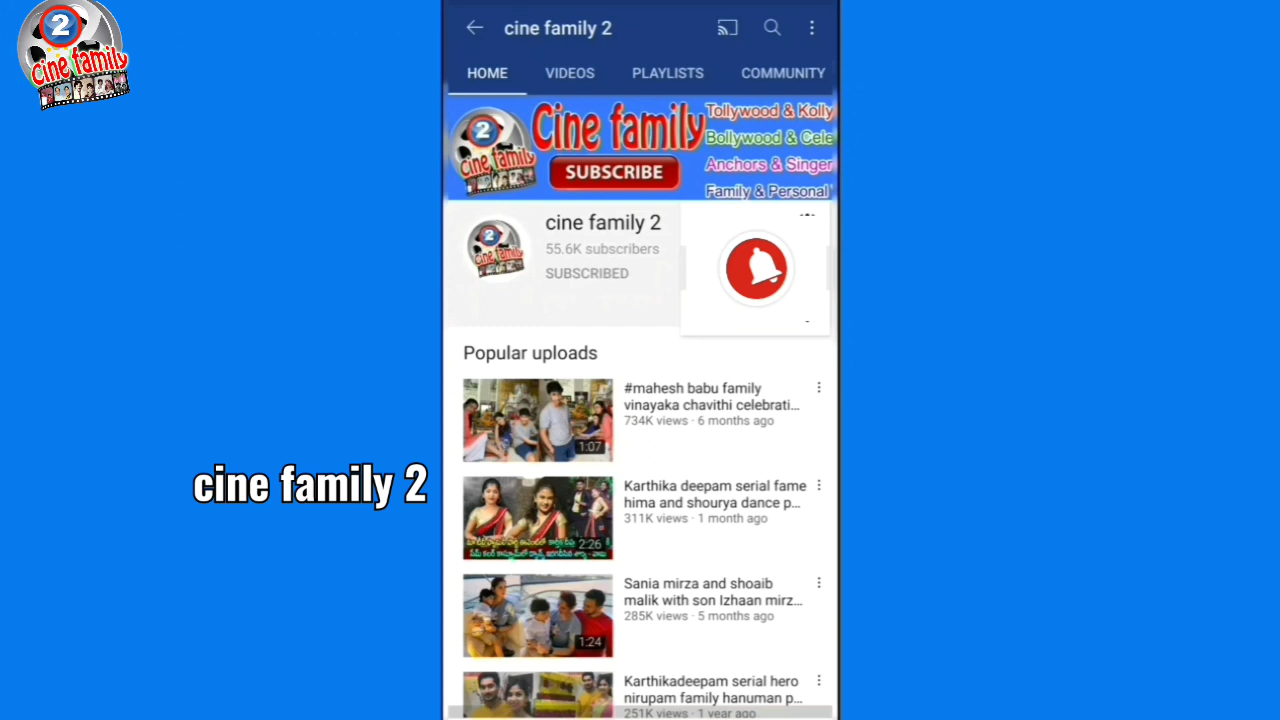 2
cine family
cine family 2
HOME VIDEOS PLAYLISTS COMMUNITY
2
cine family
Cine family
SUBSCRIBE
Tollywood & Kolly
Bollywood & Cele
Anchors & Singer
Family & Personal
2
cine family
cine family 2
55.6K subscribers
SUBSCRIBED
Popular uploads
#mahesh babu family
vinayaka chavithi celebrati...
734K views · 6 months ago
1:07
Karthika deepam serial fame
hima and shourya dance p...
311K views · 1 month ago
2:26
Sania mirza and shoaib
malik with son Izhaan mirz...
285K views · 5 months ago
1:24
Karthikadeepam serial hero
nirupam family hanuman p...
251K views · 1 year ago
cine family 2